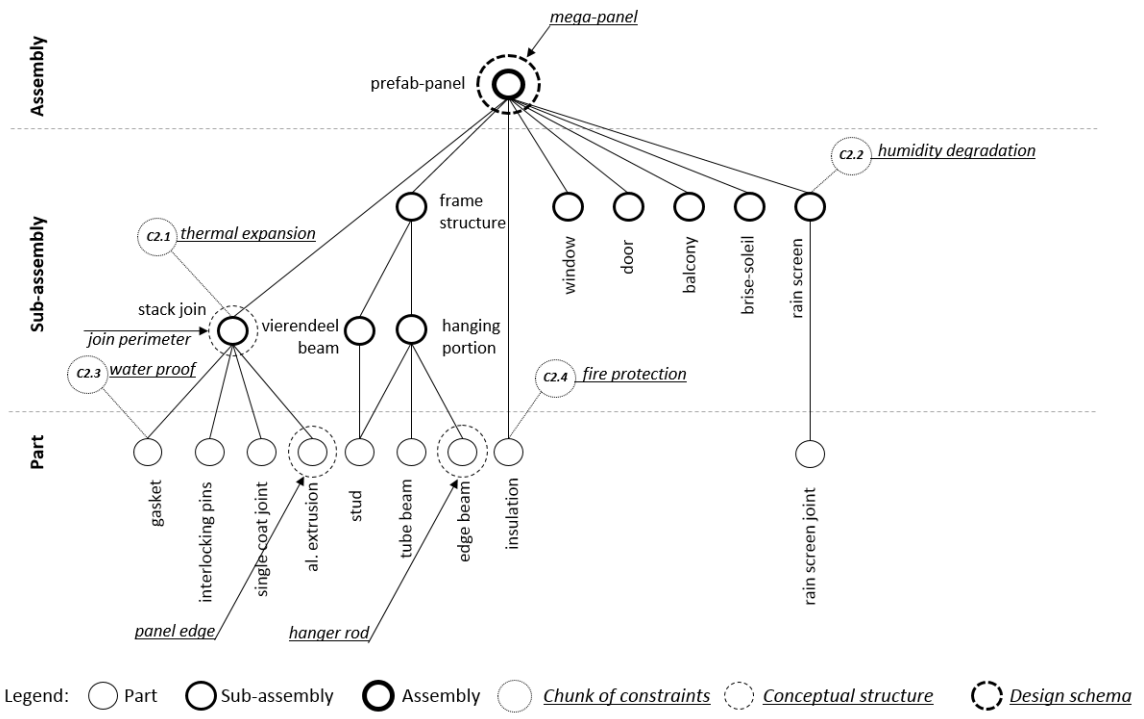 mega-panel
Assembly
prefab-panel
C2.2
humidity degradation
frame
structure
C2.1
thermal expansion
Sub-assembly
window
door
balcony
brise-soleil
rain screen
stack join
join perimeter
vierendeel
beam
hanging
portion
C2.3
water proof
C2.4
fire protection
Part
gasket
interlocking pins
single coat joint
al. extrusion
stud
tube beam
edge beam
insulation
rain screen joint
panel edge
hanger rod
Legend:
Part
Sub-assembly
Assembly
Chunk of constraints
Conceptual structure
Design schema